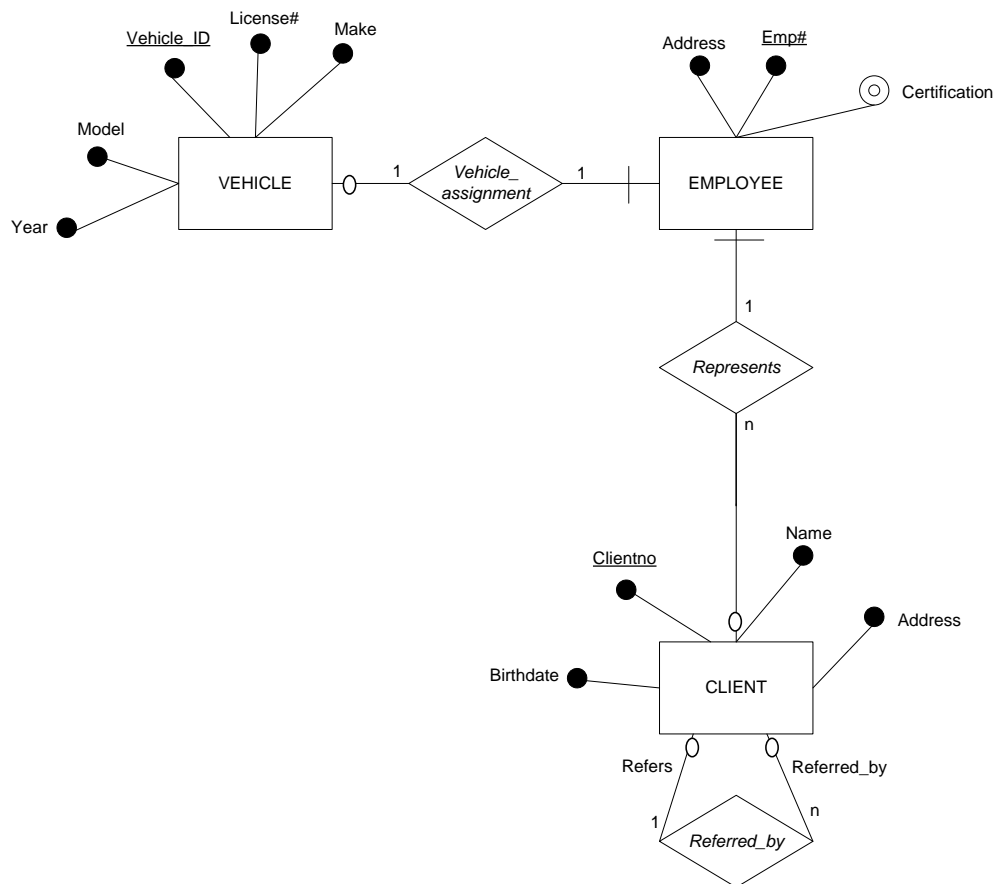 License#
Vehicle_ID
Make
Address
Emp#
Certification
Model
VEHICLE
1
Vehicle_
assignment
1
EMPLOYEE
Year
1
Represents
n
Name
Clientno
Address
Birthdate
CLIENT
Refers
Referred_by
1
n
Referred_by